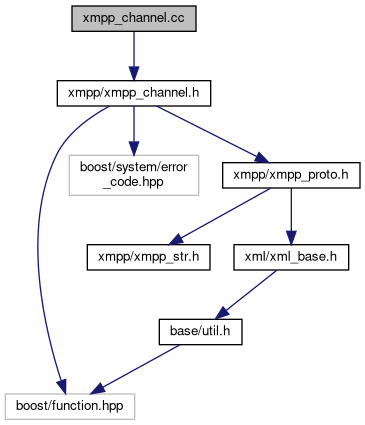 xmpp_channel.cc
xmpp/xmpp_channel.h
boost/system/error
_code.hpp
xmpp/xmpp_proto.h
xmpp/xmpp_str.h
xml/xml_base.h
base/util.h
boost/function.hpp